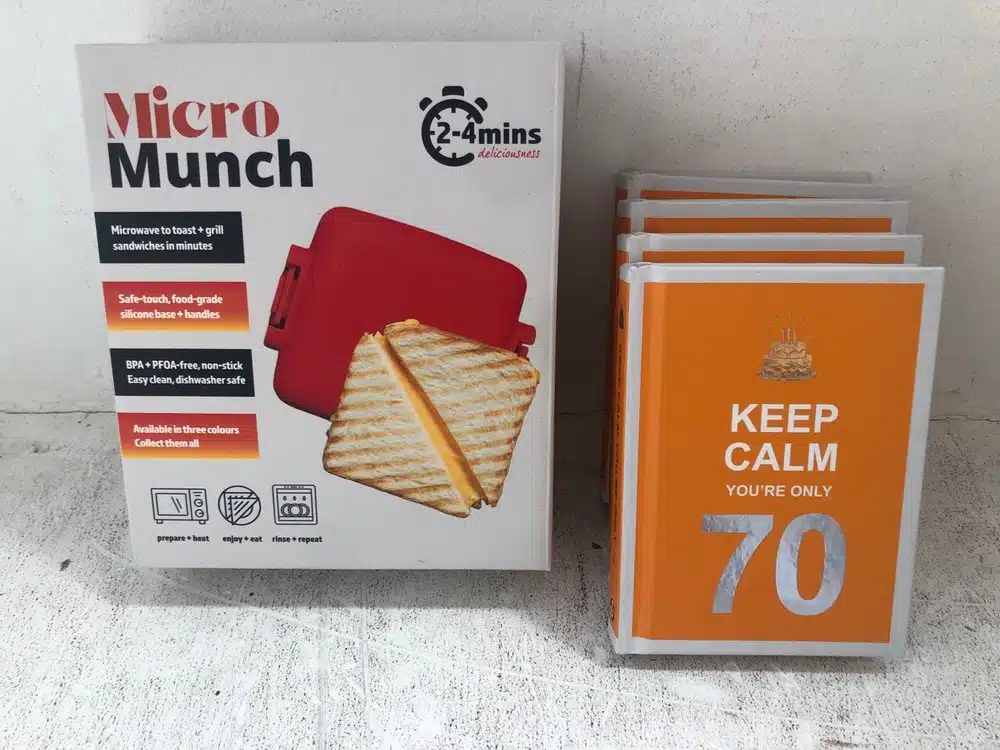 Micro
Munch
2-4mins
deliciousness
Microwave to toast + grill
sandwiches in minutes
Safe-touch, food-grade
silicone base + handles
BPA + PFOA-free, non-stick
Easy clean, dishwasher safe
Available in three colours
Collect them all
prepare + heat
enjoy + eat
rinse + repeat
KEEP
CALM
YOU'RE ONLY
70